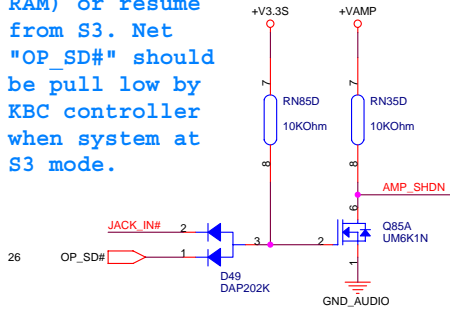 RAM) or resume
from S3. Net
"OP_SD#" should
be pull low by
KBC controller
when system at
S3 mode.
+V3.3S
+VAMP
7
7
RN85D
RN35D
10KOhm
10KOhm
8
8
AMP_SHDN
6
JACK_IN#
2
Q85A
UM6K1N
3
2
26
OP_SD#
1
1
D49
DAP202K
GND_AUDIO